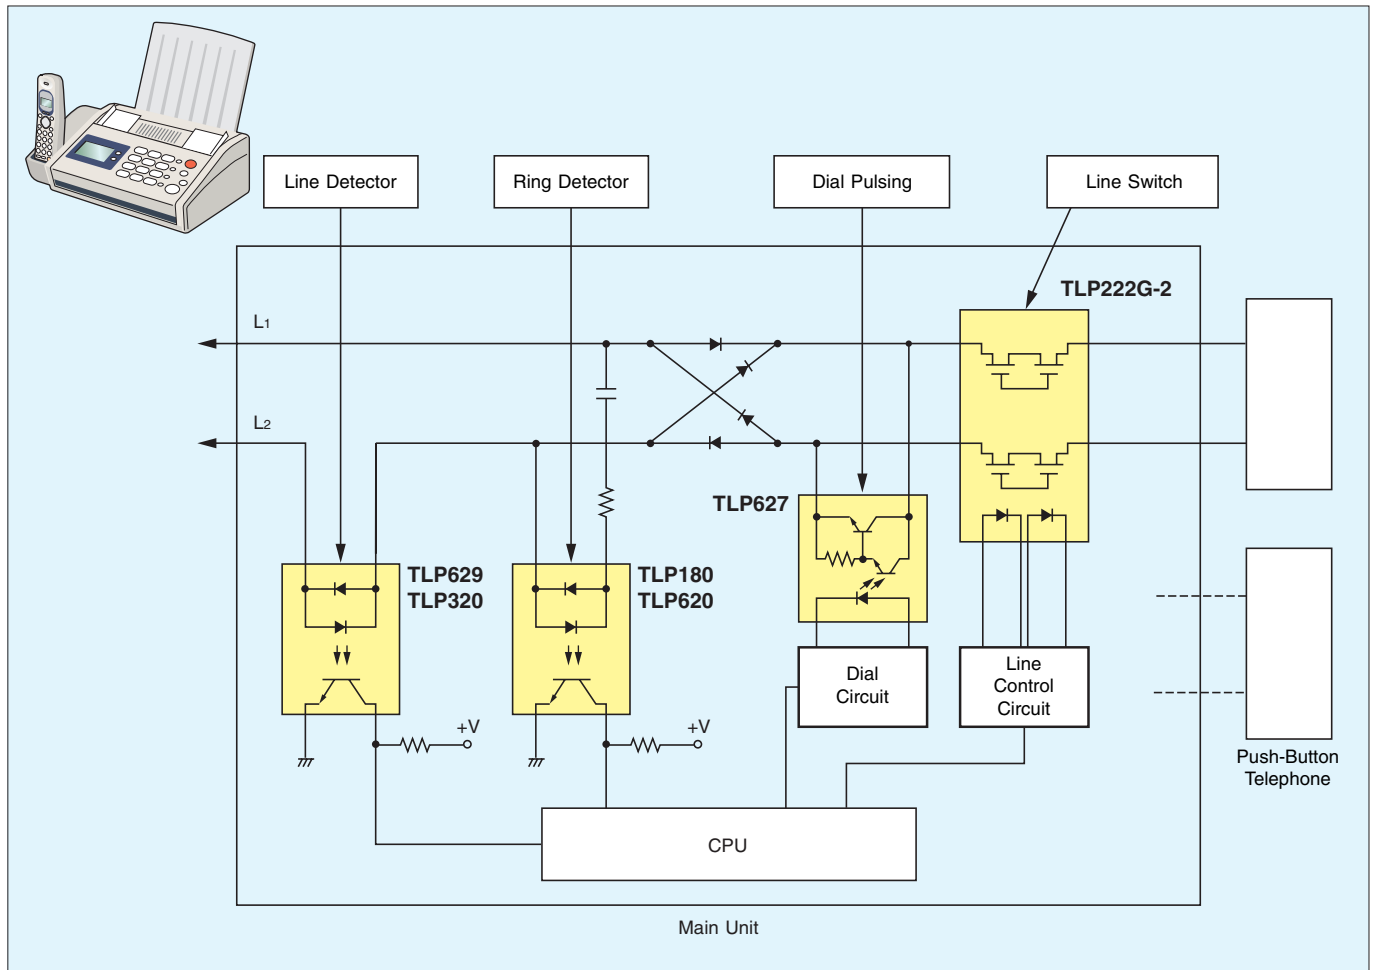 Line Detector
Ring Detector
Dial Pulsing
Line Switch
TLP222G-2
L1
L2
TLP627
TLP629
TLP320
TLP180
TLP620
Dial
Circuit
Line
Control
Circuit
+V
+V
Push-Button
Telephone
CPU
Main Unit